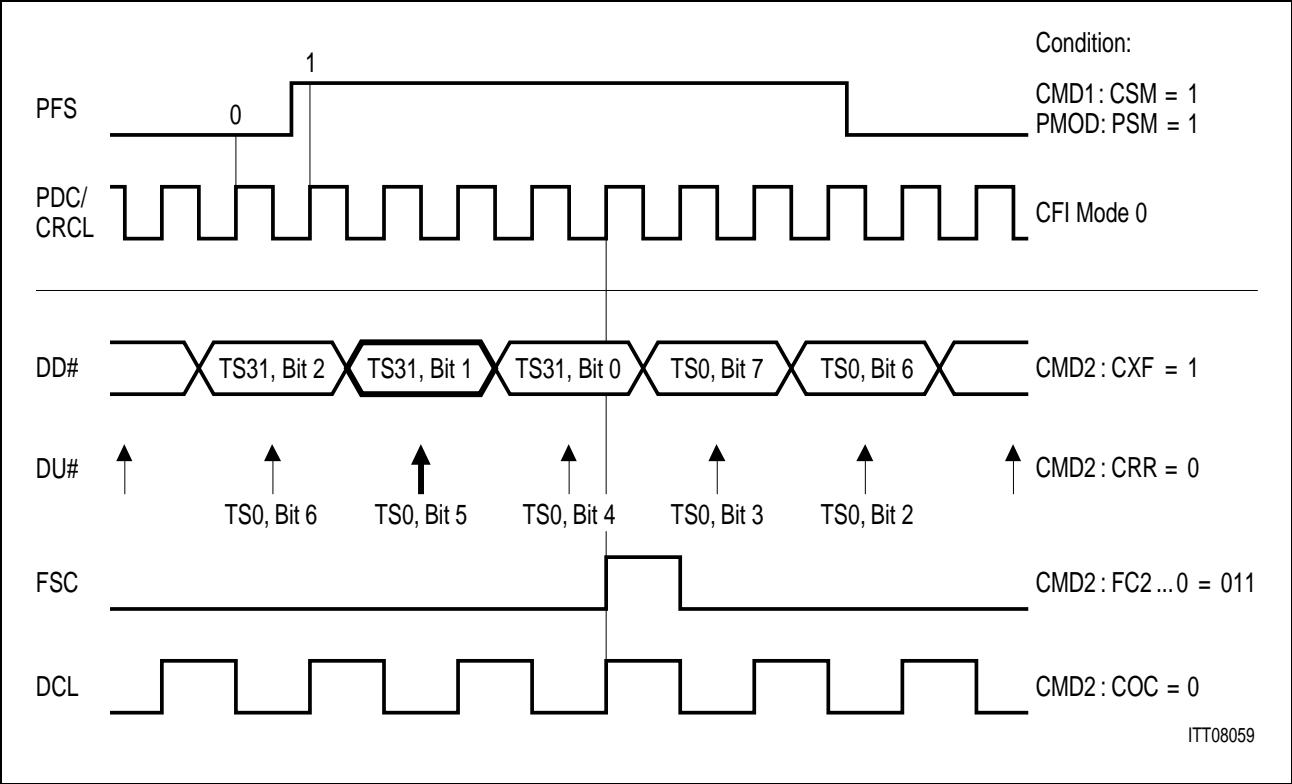 Condition:
1
PFS
0
CMD1 : CSM = 1
PMOD: PSM = 1
PDC/
CRCL
CFI Mode 0
DD#
TS31, Bit 2
TS31, Bit 1
TS31, Bit 0
TS0, Bit 7
TS0, Bit 6
CMD2 : CXF = 1
DU#
CMD2 : CRR = 0
TS0, Bit 6
TS0, Bit 5
TS0, Bit 4
TS0, Bit 3
TS0, Bit 2
FSC
CMD2 : FC2 ... 0 = 011
DCL
CMD2 : COC = 0
ITT08059